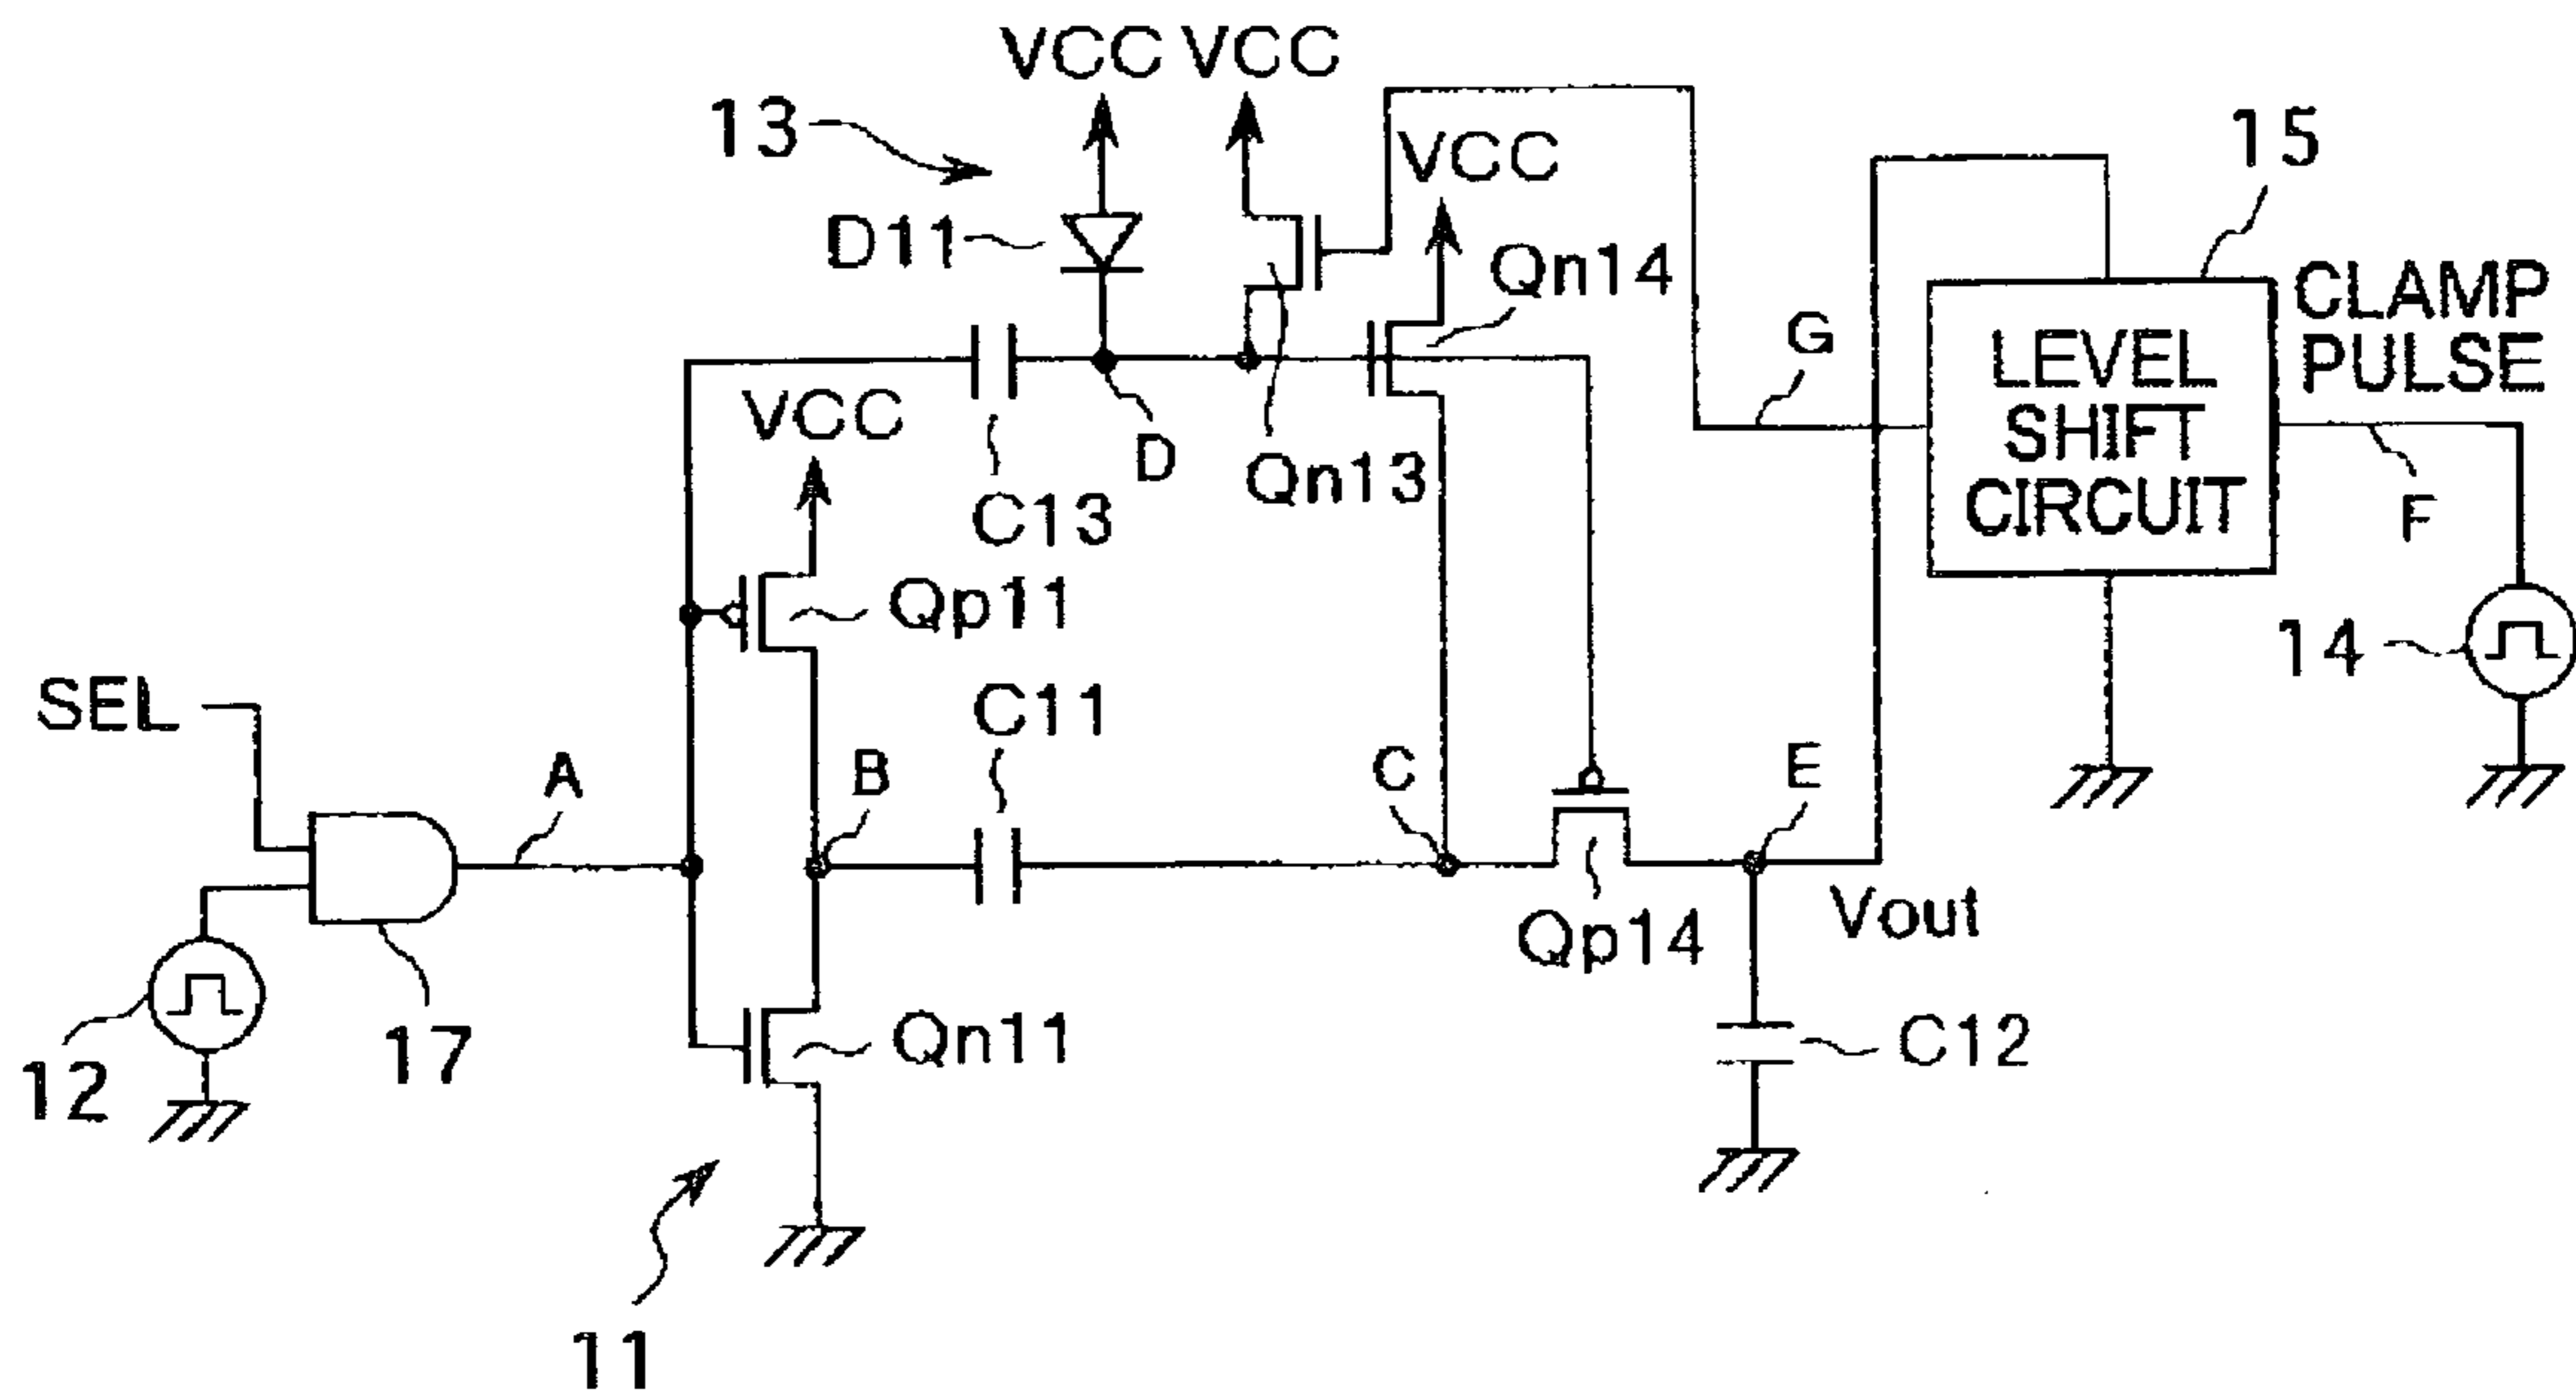 VCC VCC
13
VCC
15
D11
Qn14
CLAMP
PULSE
G
LEVEL
SHIFT
CIRCUIT
VCC
D
Qn13
C13
F
Qp11
14
SEL
C11
A
B
C
E
Vout
Qp14
12
17
Qn11
C12
11